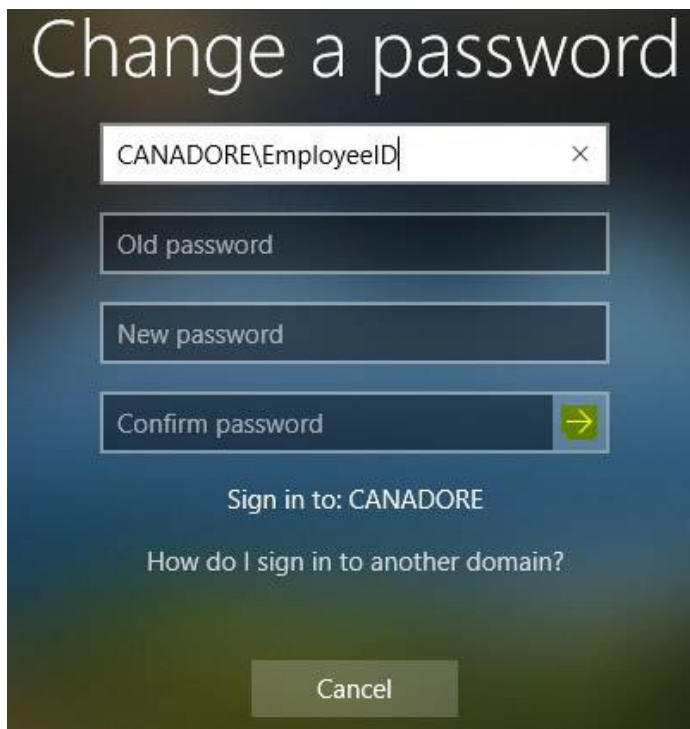 Change a password
CANADORE\EmployeeID
Old password
New password
Confirm password
Sign in to: CANADORE
How do I sign in to another domain?
Cancel